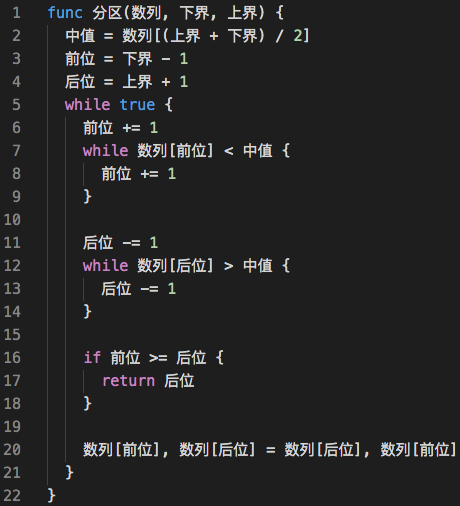 1 func 分区(数列, 下界, 上界) {
2 中值 = 数列[(上界 + 下界) / 2]
3 前位 = 下界 - 1
4 后位 = 上界 + 1
5 while true {
6 前位 += 1
7 while 数列[前位] < 中值 {
8 前位 += 1
9 }
10
11 后位 -= 1
12 while 数列[后位] > 中值 {
13 后位 -= 1
14 }
15
16 if 前位 >= 后位 {
17 return 后位
18 }
19
20 数列[前位], 数列[后位] = 数列[后位], 数列[前位]
21 }
22 }